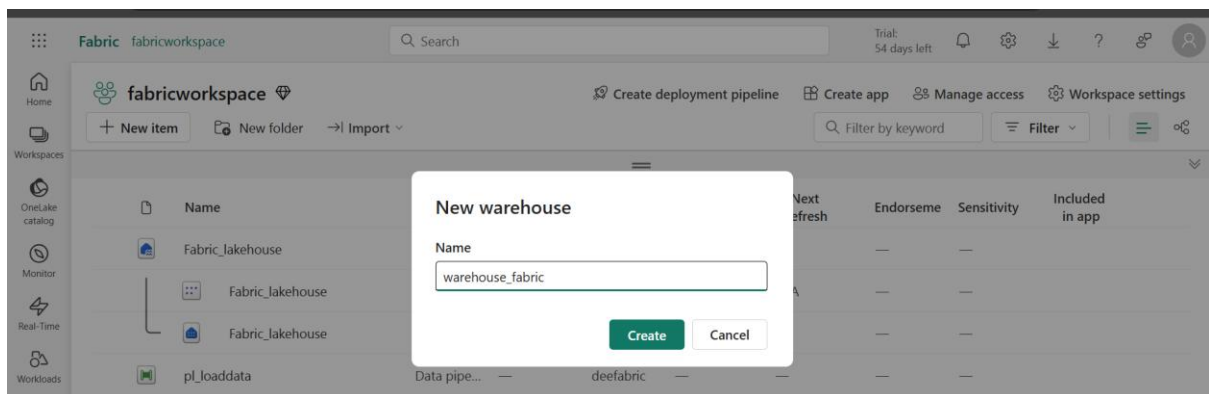 Fabric fabricworkspace
Search
Trial:
54 days left
?
Home
fabricworkspace
Create deployment pipeline
Create app
Manage access
Workspace settings
+ New item
New folder
Import
Filter by keyword
Filter
Workspaces
OneLake
catalog
Name
New warehouse
Next
efresh
Endorseme
Sensitivity
Included
in app
Monitor
Fabric_lakehouse
Name
— —
warehouse_fabric
Fabric_lakehouse
A
— —
Real-Time
Fabric_lakehouse
Create
Cancel
— —
Workloads
pl_loaddata
Data pipe...
—
deefabric
— — — —